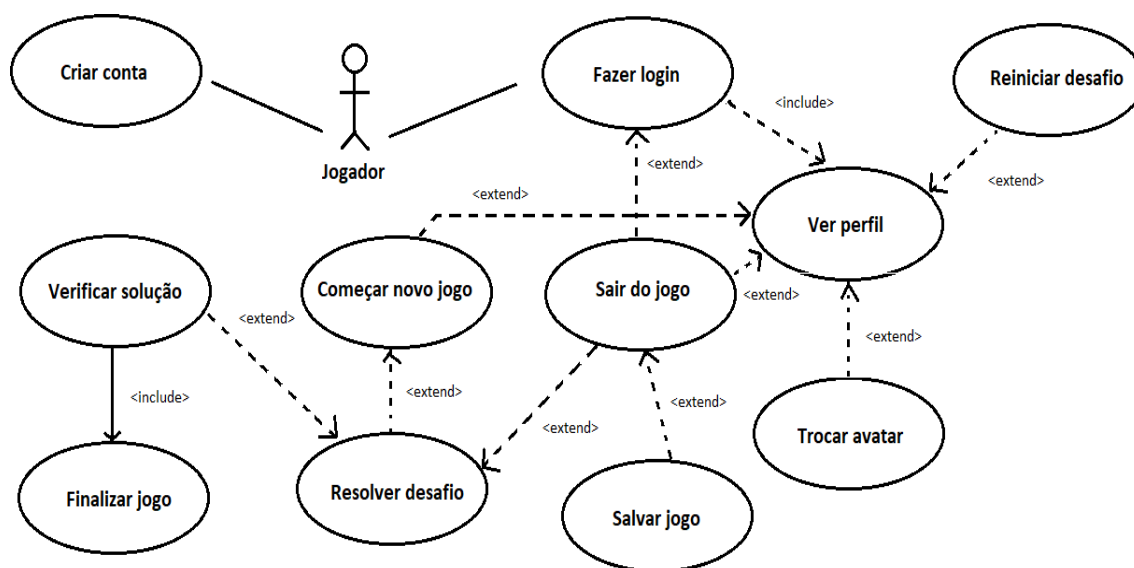 Criar conta
Fazer login
Reiniciar desafio
<include>
Jogador
<extend>
<extend>
<extend>
Ver perfil
Verificar solução
Começar novo jogo
Sair do jogo
<extend>
<extend>
<extend>
<include>
<extend>
<extend>
<extend>
Trocar avatar
Finalizar jogo
Resolver desafio
Salvar jogo